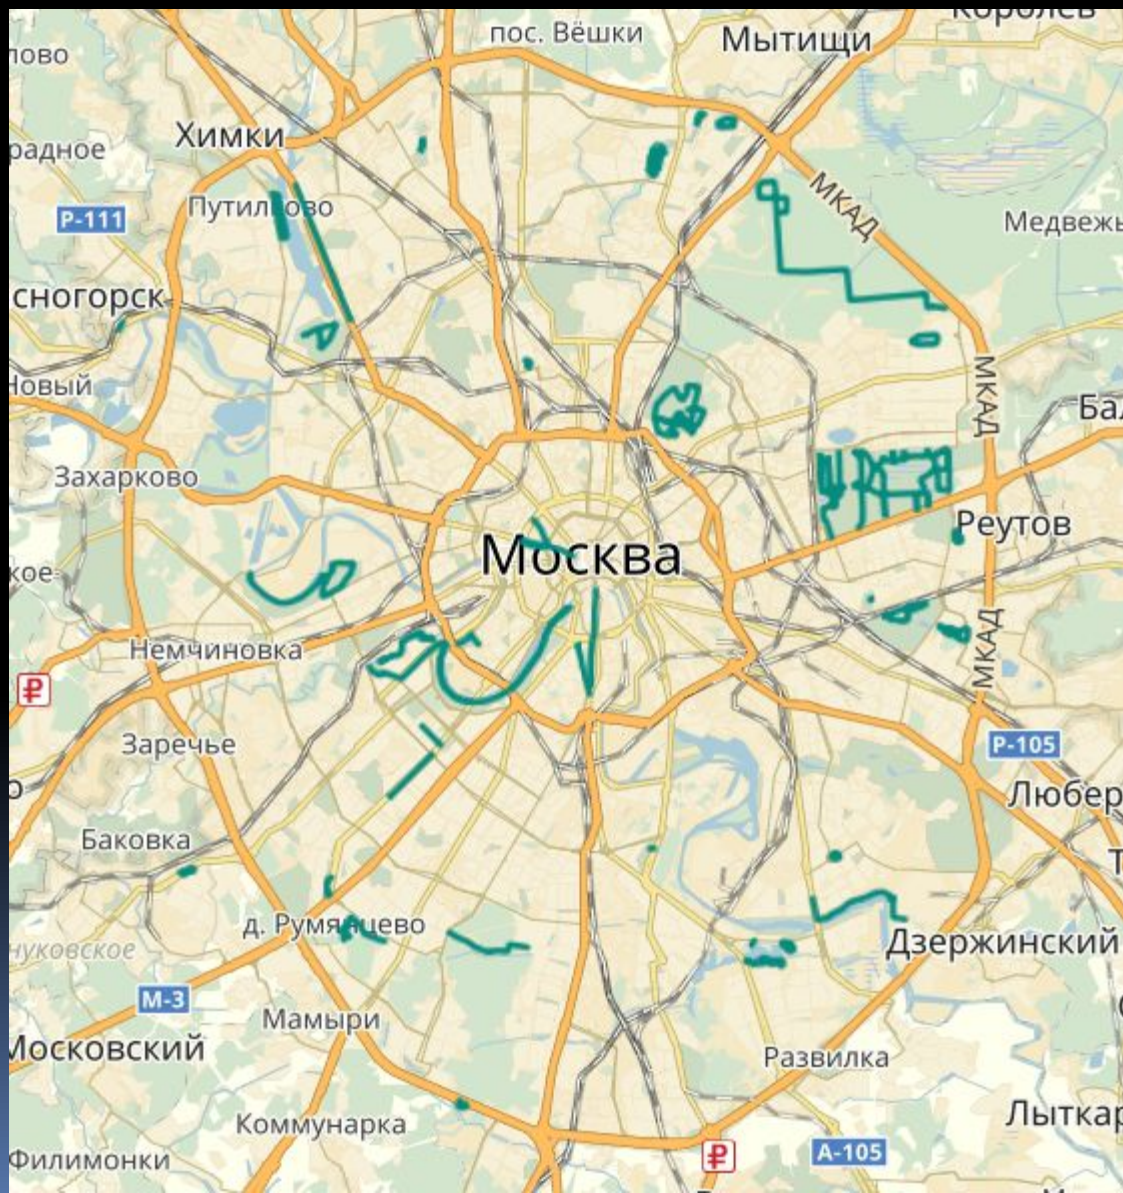 Королёв
пос. Вёшки
Мытищи
лово
Химки
радное
МКАД
Путилково
Р-111
Медвежь
сногорск
Новый
МКАД
Бал
Захарково
Реутов
Москва
кое
МКАД
Немчиновка
₽
Заречье
Р-105
Любер
Баковка
д. Румянцево
Дзержинский
нуковское
М-3
Мамыри
Московский
Развилка
Коммунарка
Лыткар
Филимонки
₽
А-105